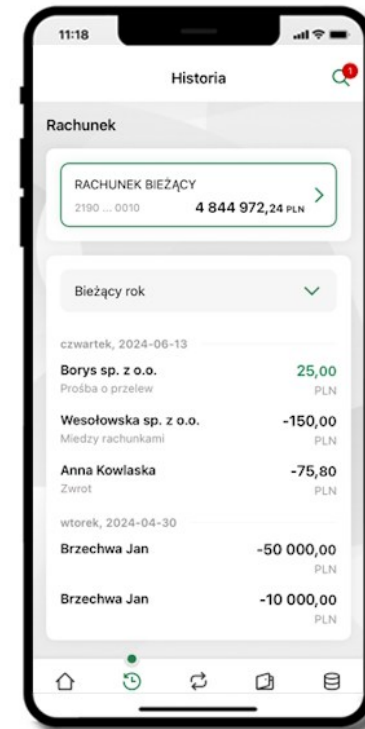 11:18
Historia
1
Rachunek
RACHUNEK BIEŻĄCY
2190 ... 0010 4 844 972,24 PLN
Bieżący rok
czwartek, 2024-06-13
Borys sp. z o.o. 25,00
Prośba o przelew PLN
Wesołowska sp. z o.o. -150,00
Miedzy rachunkami PLN
Anna Kowlaska -75,80
Zwrot PLN
wtorek, 2024-04-30
Brzechwa Jan -50 000,00
PLN
Brzechwa Jan -10 000,00
PLN